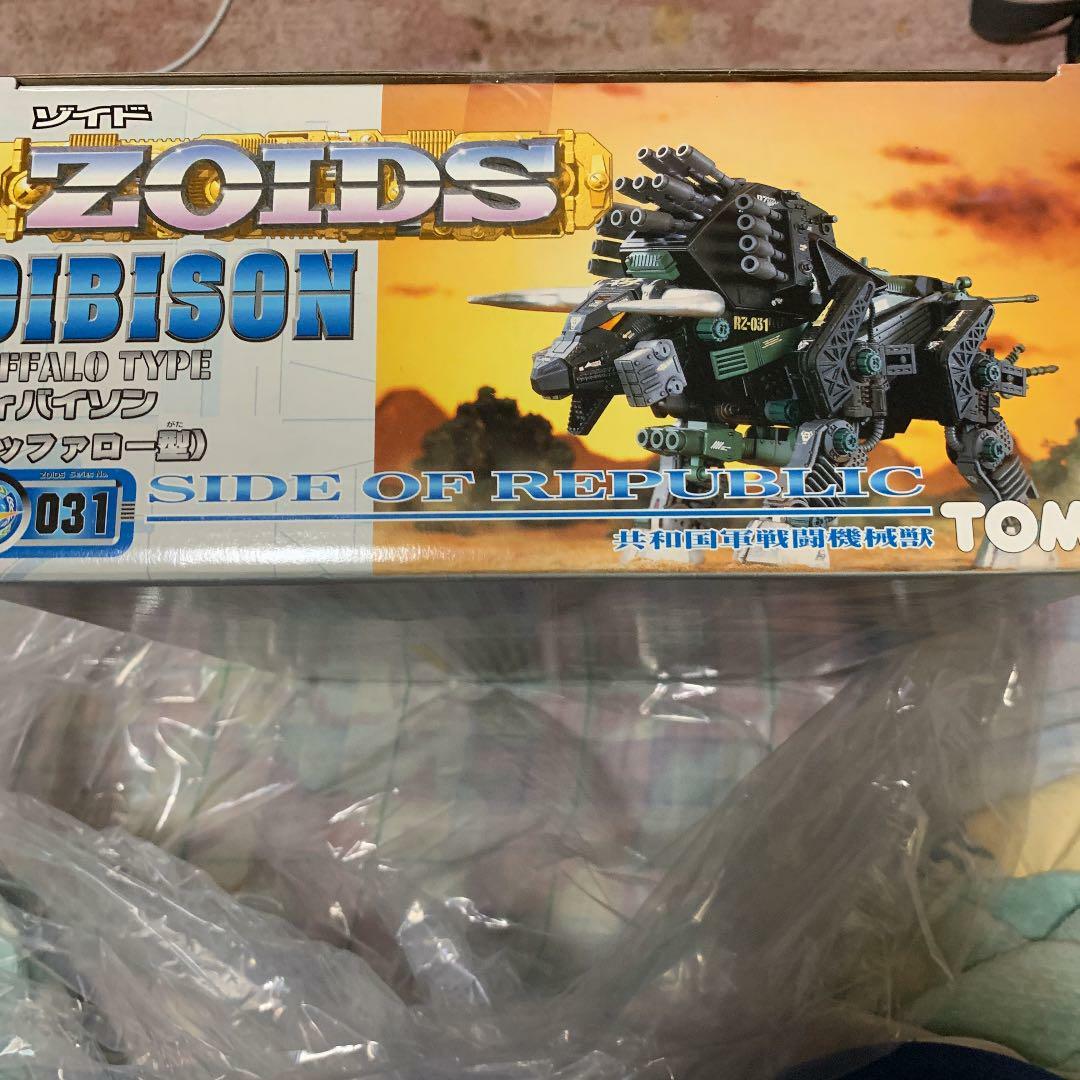 ゾイド
ZOIDS
DIBISON
FFALO TYPE
ィバイソン
ッファロー型)
がた
ZOIDS Series No.
031
SIDE OF REPUBLIC
共和国軍戦闘機械獣
TOM
RZ-031